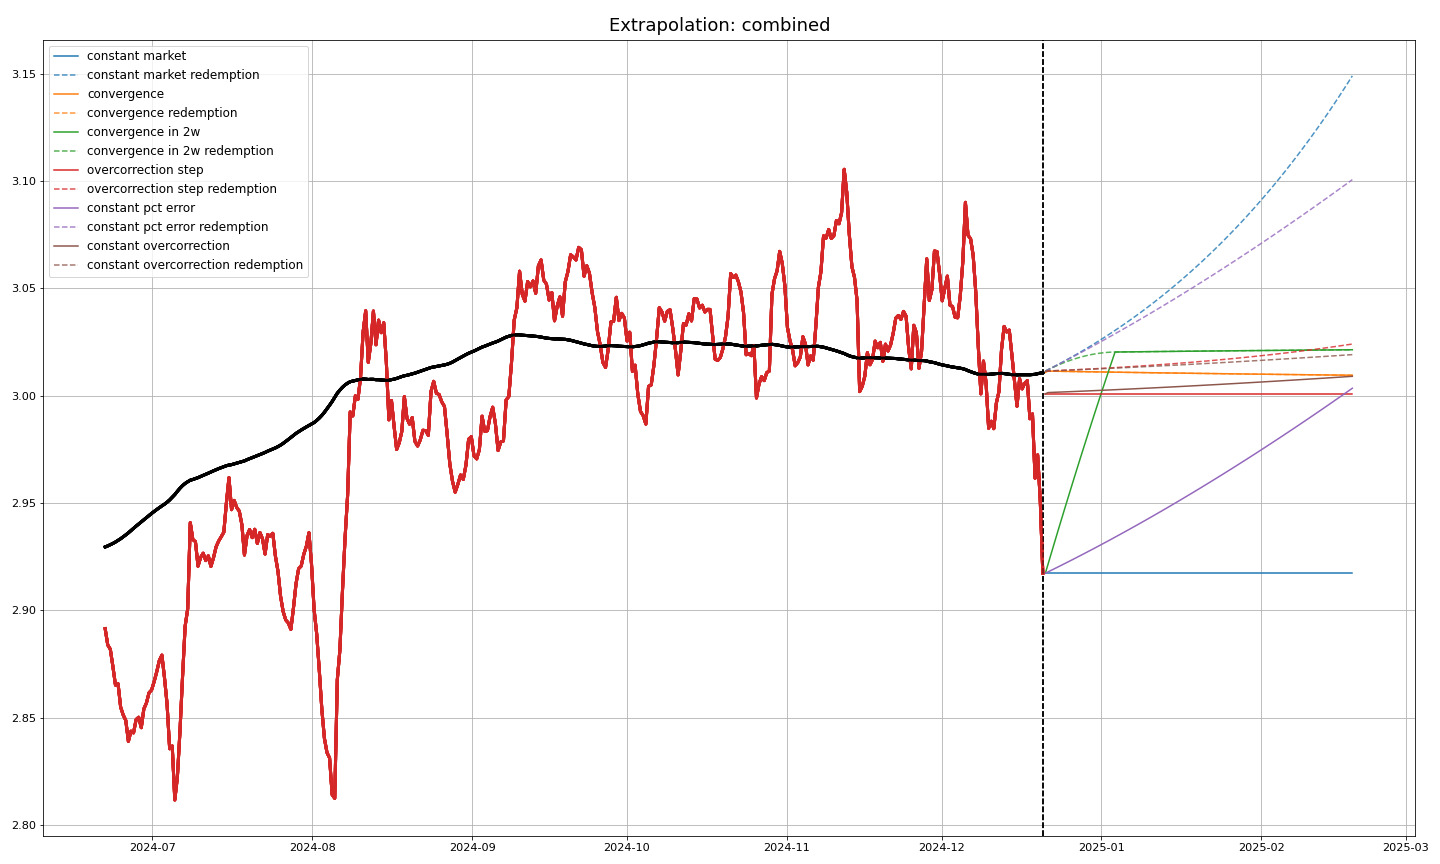 Extrapolation: combined
constant market
constant market redemption
convergence
convergence redemption
convergence in 2w
convergence in 2w redemption
overcorrection step
overcorrection step redemption
constant pct error
constant pct error redemption
constant overcorrection
constant overcorrection redemption
3.15
3.10
3.05
3.00
2.95
2.90
2.85
2.80
2024-07 2024-08 2024-09 2024-10 2024-11 2024-12 2025-01 2025-02 2025-03